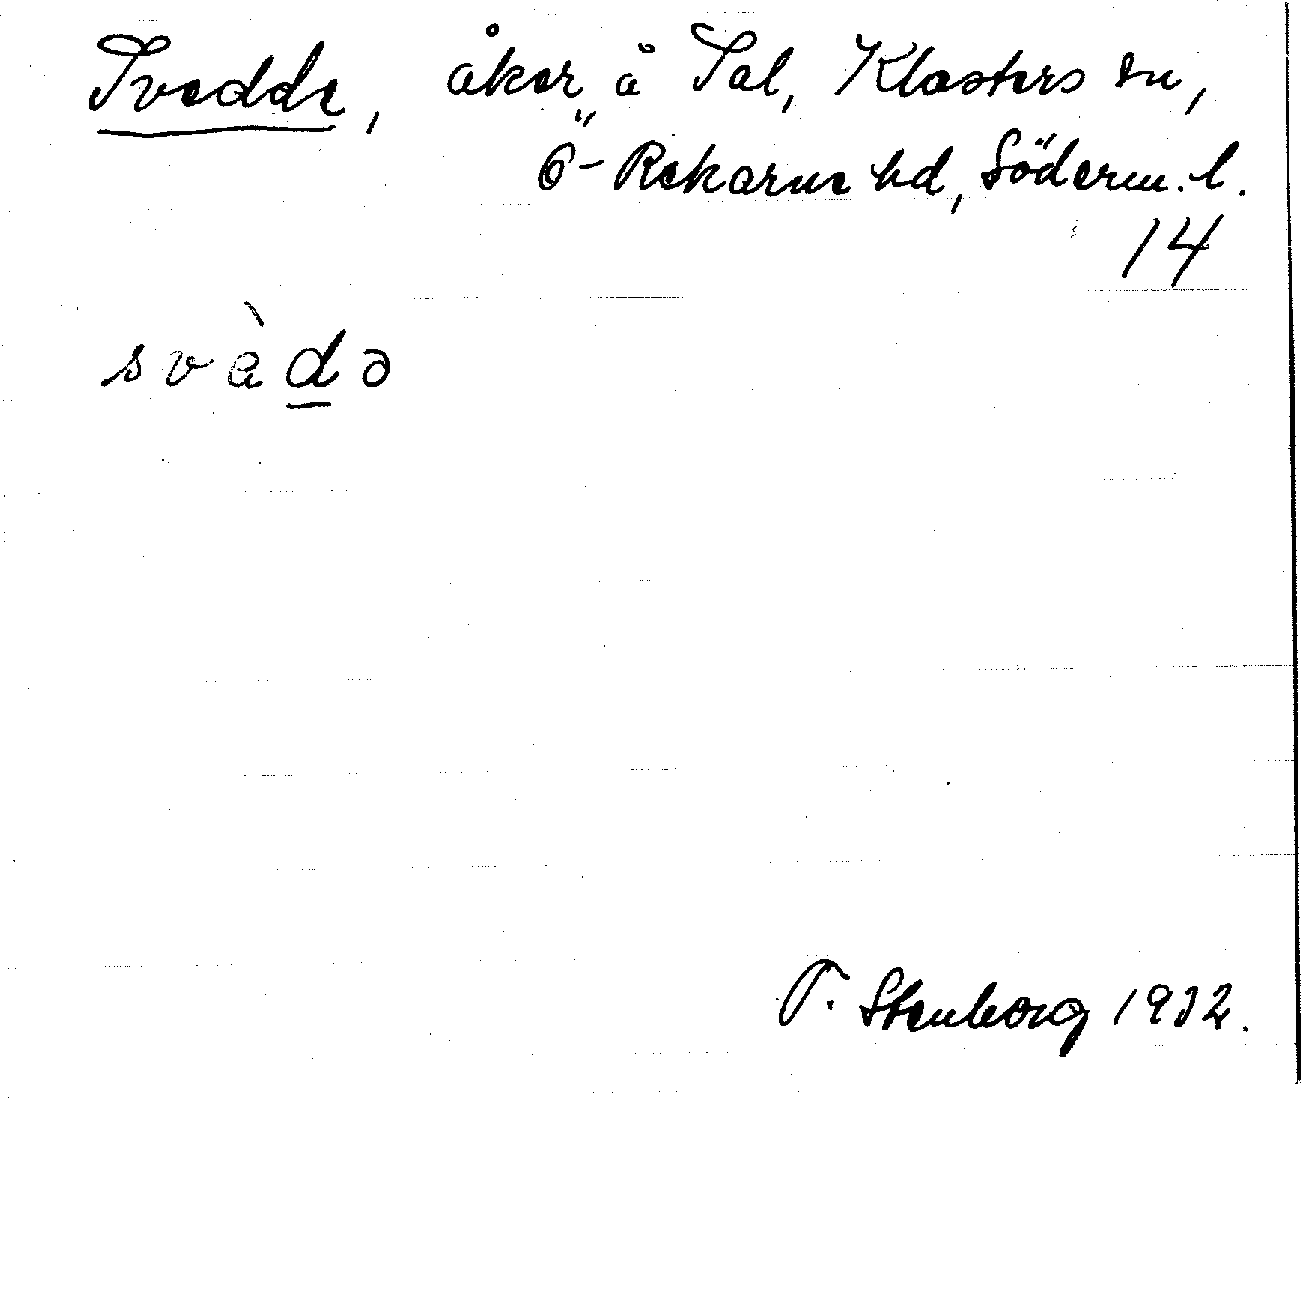 Svedde, åker å Sal, Klosters sn,
Ö-Rekarne hd, Söderm. l.
14
svàdə
T. Stenborg 1932.